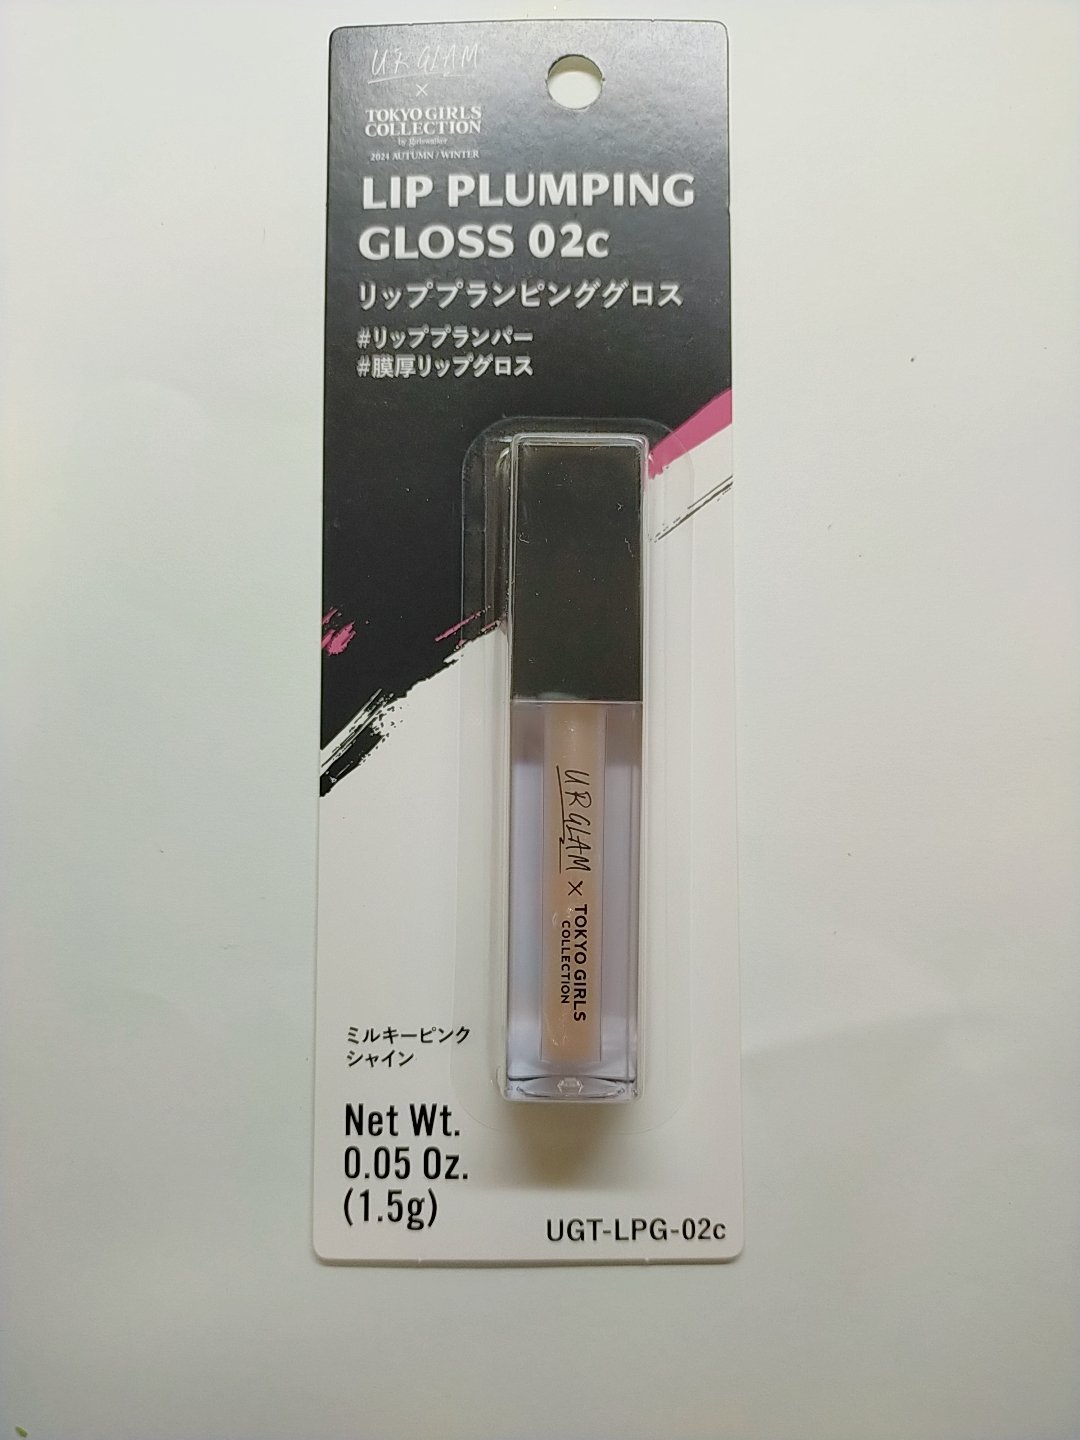 UR GLAM
×
TOKYO GIRLS
COLLECTION
by girlswalker
2024 AUTUMN / WINTER
LIP PLUMPING
GLOSS 02c
リッププランピンググロス
#リッププランパー
#膜厚リップグロス
UR GLAM × TOKYO GIRLS
COLLECTION
ミルキーピンク
シャイン
Net Wt.
0.05 Oz.
(1.5g)
UGT-LPG-02c